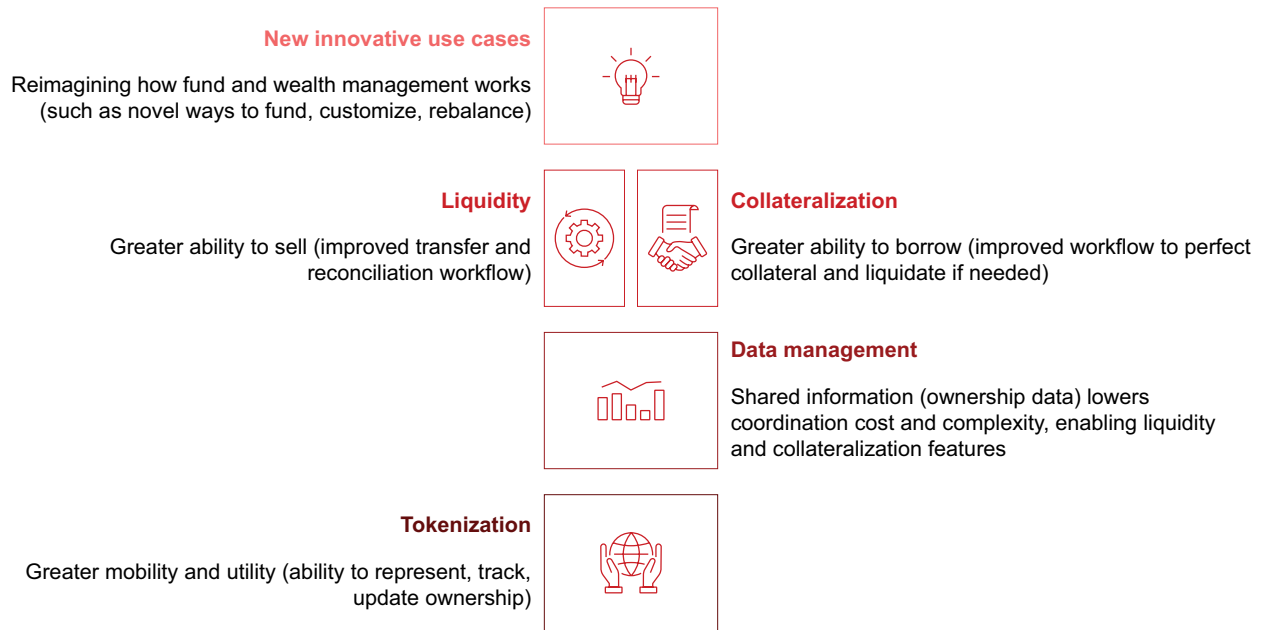 New innovative use cases
Reimagining how fund and wealth management works
(such as novel ways to fund, customize, rebalance)
Liquidity
Greater ability to sell (improved transfer and
reconciliation workflow)
Collateralization
Greater ability to borrow (improved workflow to perfect
collateral and liquidate if needed)
Data management
Shared information (ownership data) lowers
coordination cost and complexity, enabling liquidity
and collateralization features
Tokenization
Greater mobility and utility (ability to represent, track,
update ownership)